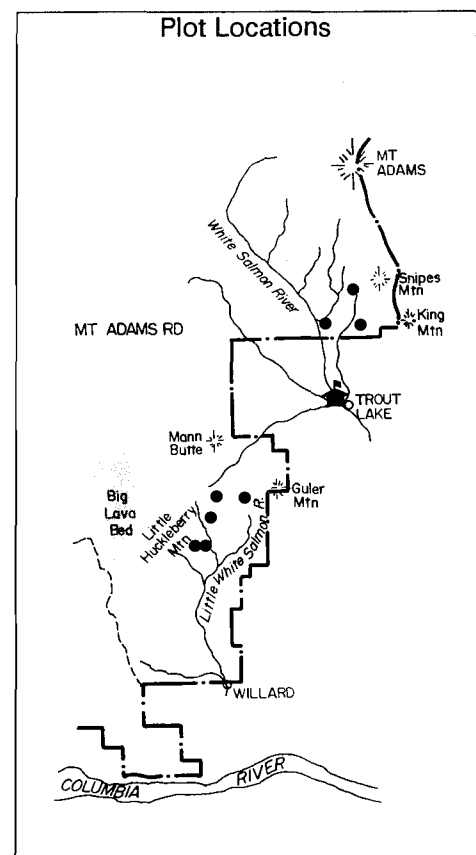 Plot Locations
MT
ADAMS
White Salmon River
Snipes
Mtn
King
Mtn
MT ADAMS RD
TROUT
LAKE
Mann
Butte
Big
Lava
Bed
Little
Huckleberry
Mtn
Guler
Mtn
Little White Salmon R.
WILLARD
COLUMBIA RIVER